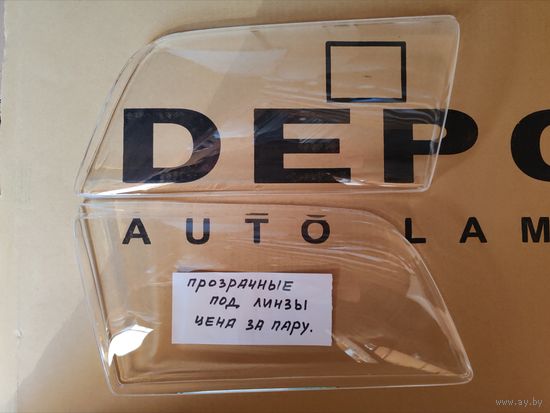 DEPO
AUTO LAM
ПРОЗРАЧНЫЕ
ПОД ЛИНЗЫ
ЦЕНА ЗА ПАРУ.
www.ay.by